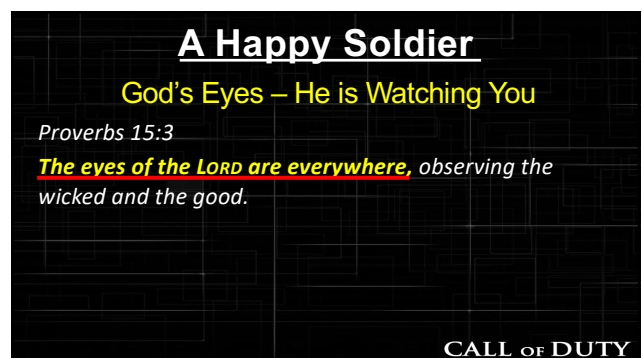 A Happy Soldier
God's Eyes – He is Watching You
Proverbs 15:3
The eyes of the LORD are everywhere, observing the
wicked and the good.
CALL OF DUTY